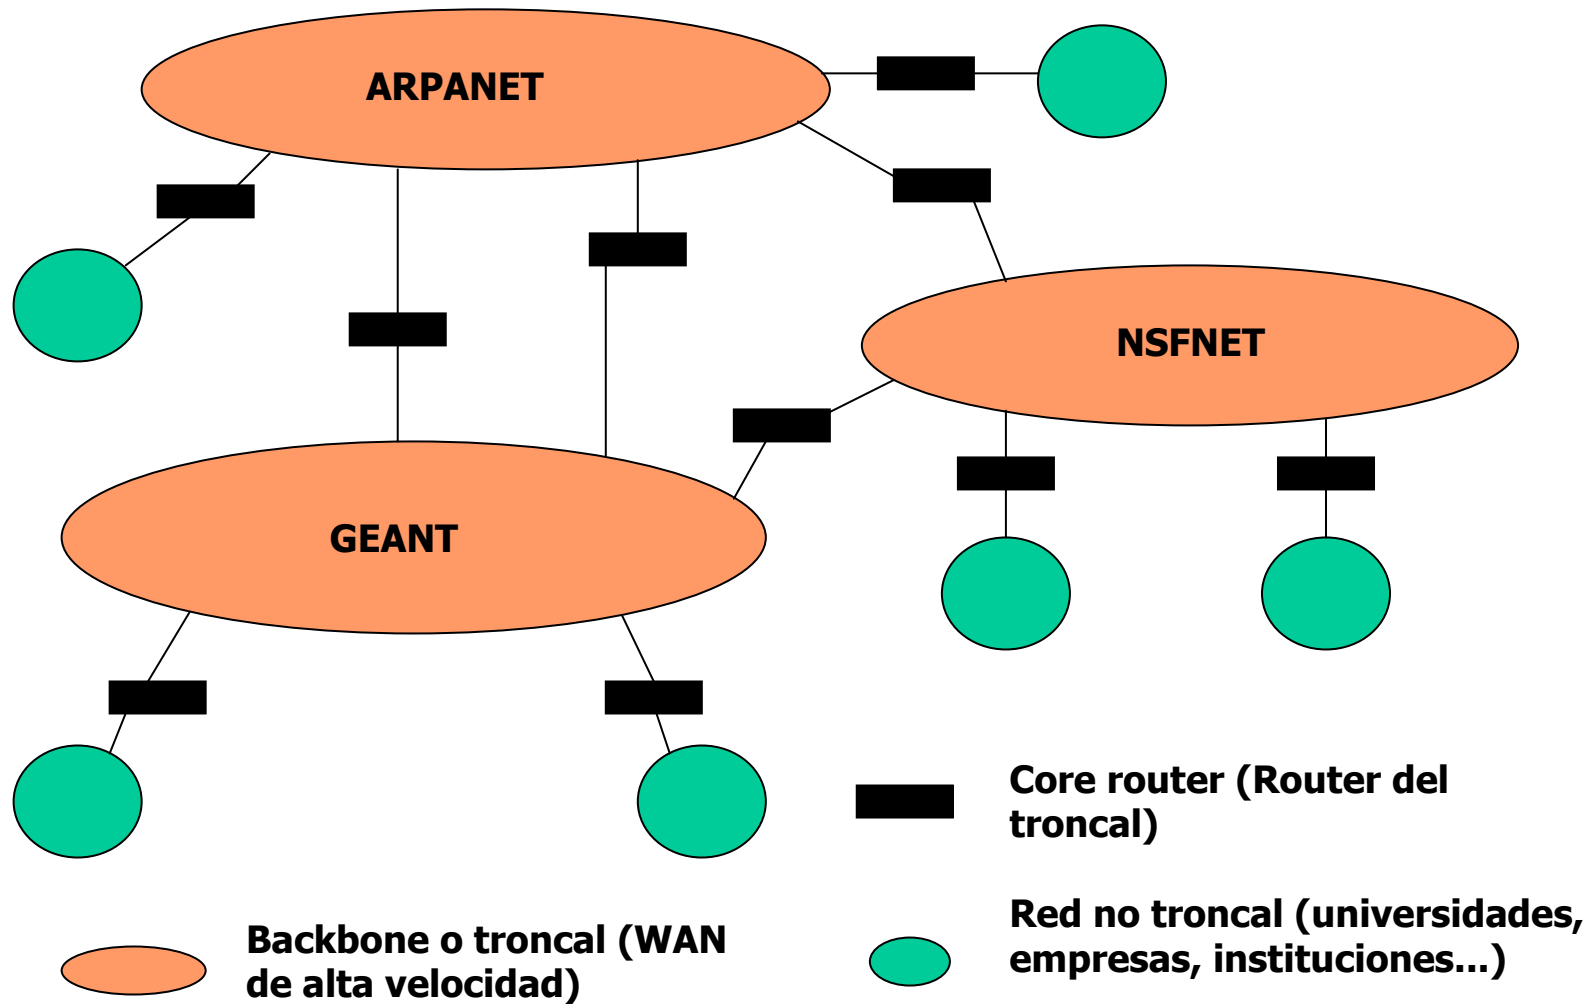 ARPANET
NSFNET
GEANT
Core router (Router del
troncal)
Red no troncal (universidades,
empresas, instituciones...)
Backbone o troncal (WAN
de alta velocidad)